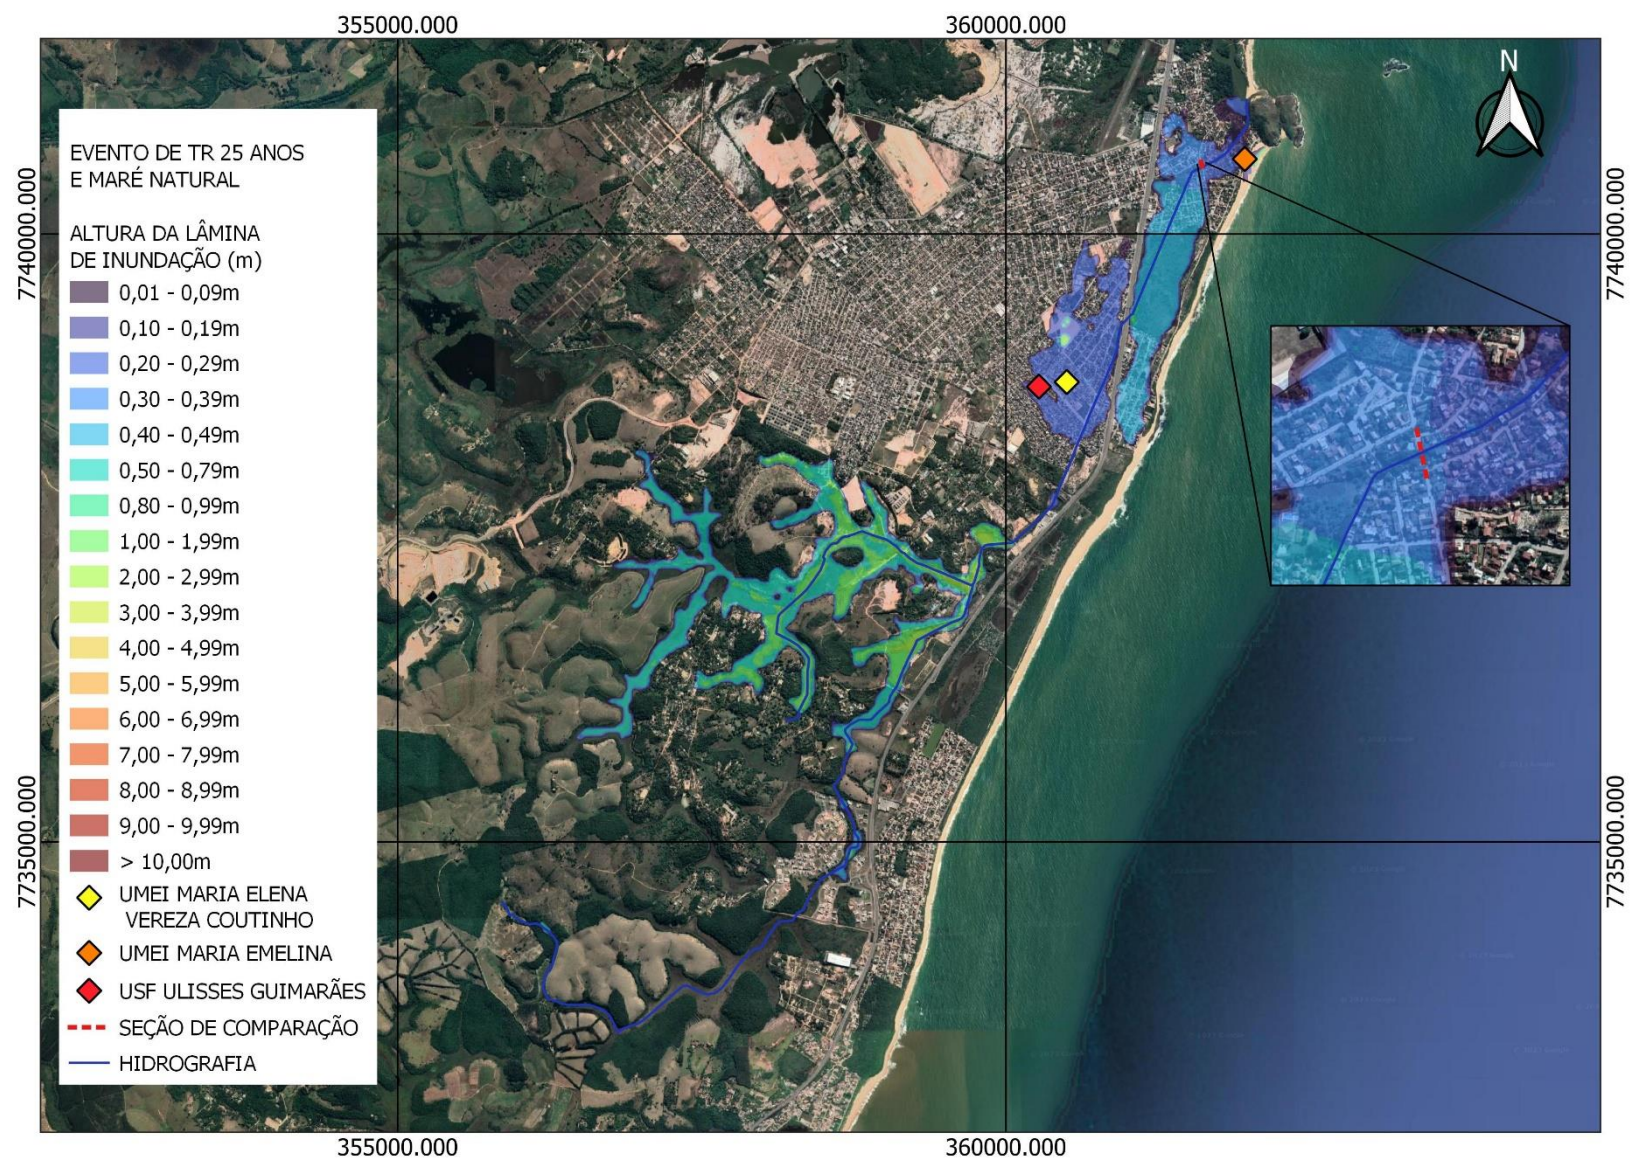 355000.000
360000.000
N
7740000.000
7740000.000
EVENTO DE TR 25 ANOS
E MARÉ NATURAL
ALTURA DA LÂMINA
DE INUNDAÇÃO (m)
0,01 - 0,09m
0,10 - 0,19m
0,20 - 0,29m
0,30 - 0,39m
0,40 - 0,49m
0,50 - 0,79m
0,80 - 0,99m
1,00 - 1,99m
2,00 - 2,99m
3,00 - 3,99m
4,00 - 4,99m
5,00 - 5,99m
6,00 - 6,99m
7,00 - 7,99m
8,00 - 8,99m
9,00 - 9,99m
> 10,00m
UMEI MARIA ELENA
VEREZA COUTINHO
UMEI MARIA EMELINA
USF ULISSES GUIMARÃES
SEÇÃO DE COMPARAÇÃO
HIDROGRAFIA
7735000.000
7735000.000
355000.000
360000.000